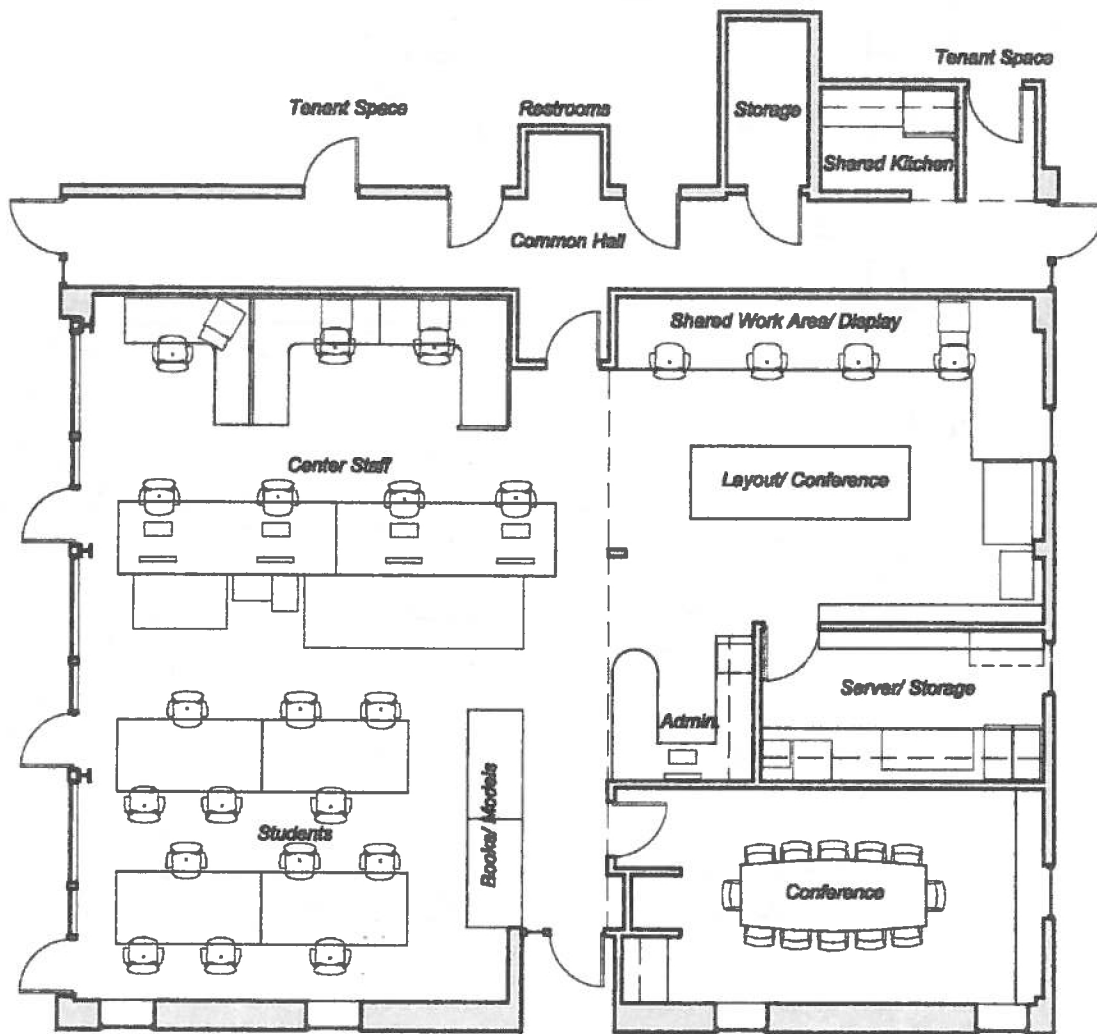 Tenant Space
Tenant Space
Restrooms
Storage
Shared Kitchen
Common Hall
Shared Work Area/ Display
Center Staff
Layout/ Conference
Server/ Storage
Admin.
Books/ Models
Students
Conference